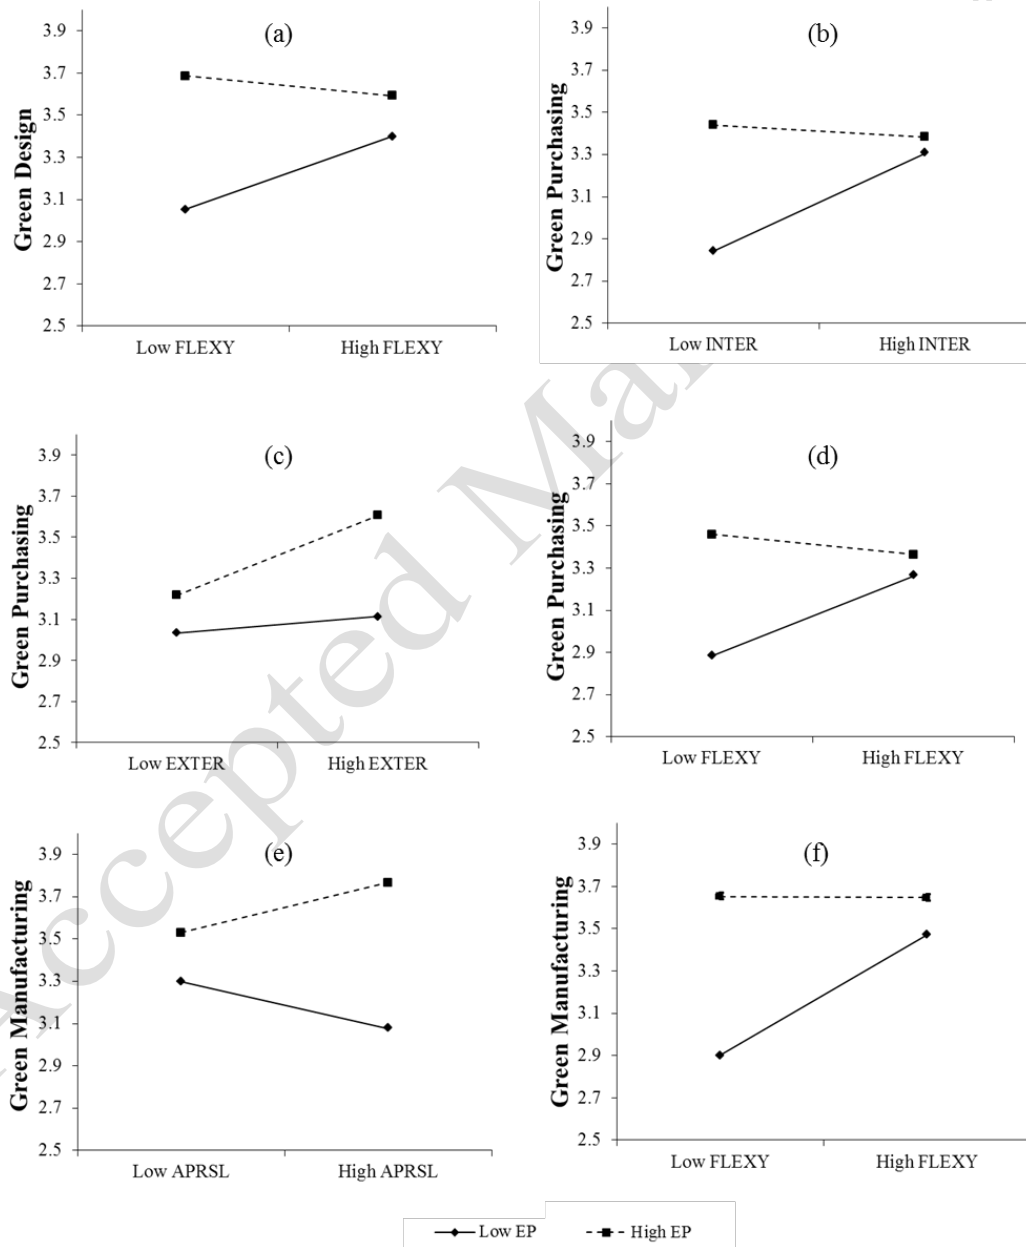 (a)
Green Design
3.9
3.7
3.5
3.3
3.1
2.9
2.7
2.5
Low FLEXY High FLEXY
(b)
Green Purchasing
3.9
3.7
3.5
3.3
3.1
2.9
2.7
2.5
Low INTER High INTER
(c)
Green Purchasing
3.9
3.7
3.5
3.3
3.1
2.9
2.7
2.5
Low EXTER High EXTER
(d)
Green Purchasing
3.9
3.7
3.5
3.3
3.1
2.9
2.7
2.5
Low FLEXY High FLEXY
(e)
Green Manufacturing
3.9
3.7
3.5
3.3
3.1
2.9
2.7
2.5
Low APRSL High APRSL
(f)
Green Manufacturing
3.9
3.7
3.5
3.3
3.1
2.9
2.7
2.5
Low FLEXY High FLEXY
Low EP High EP
Accepted